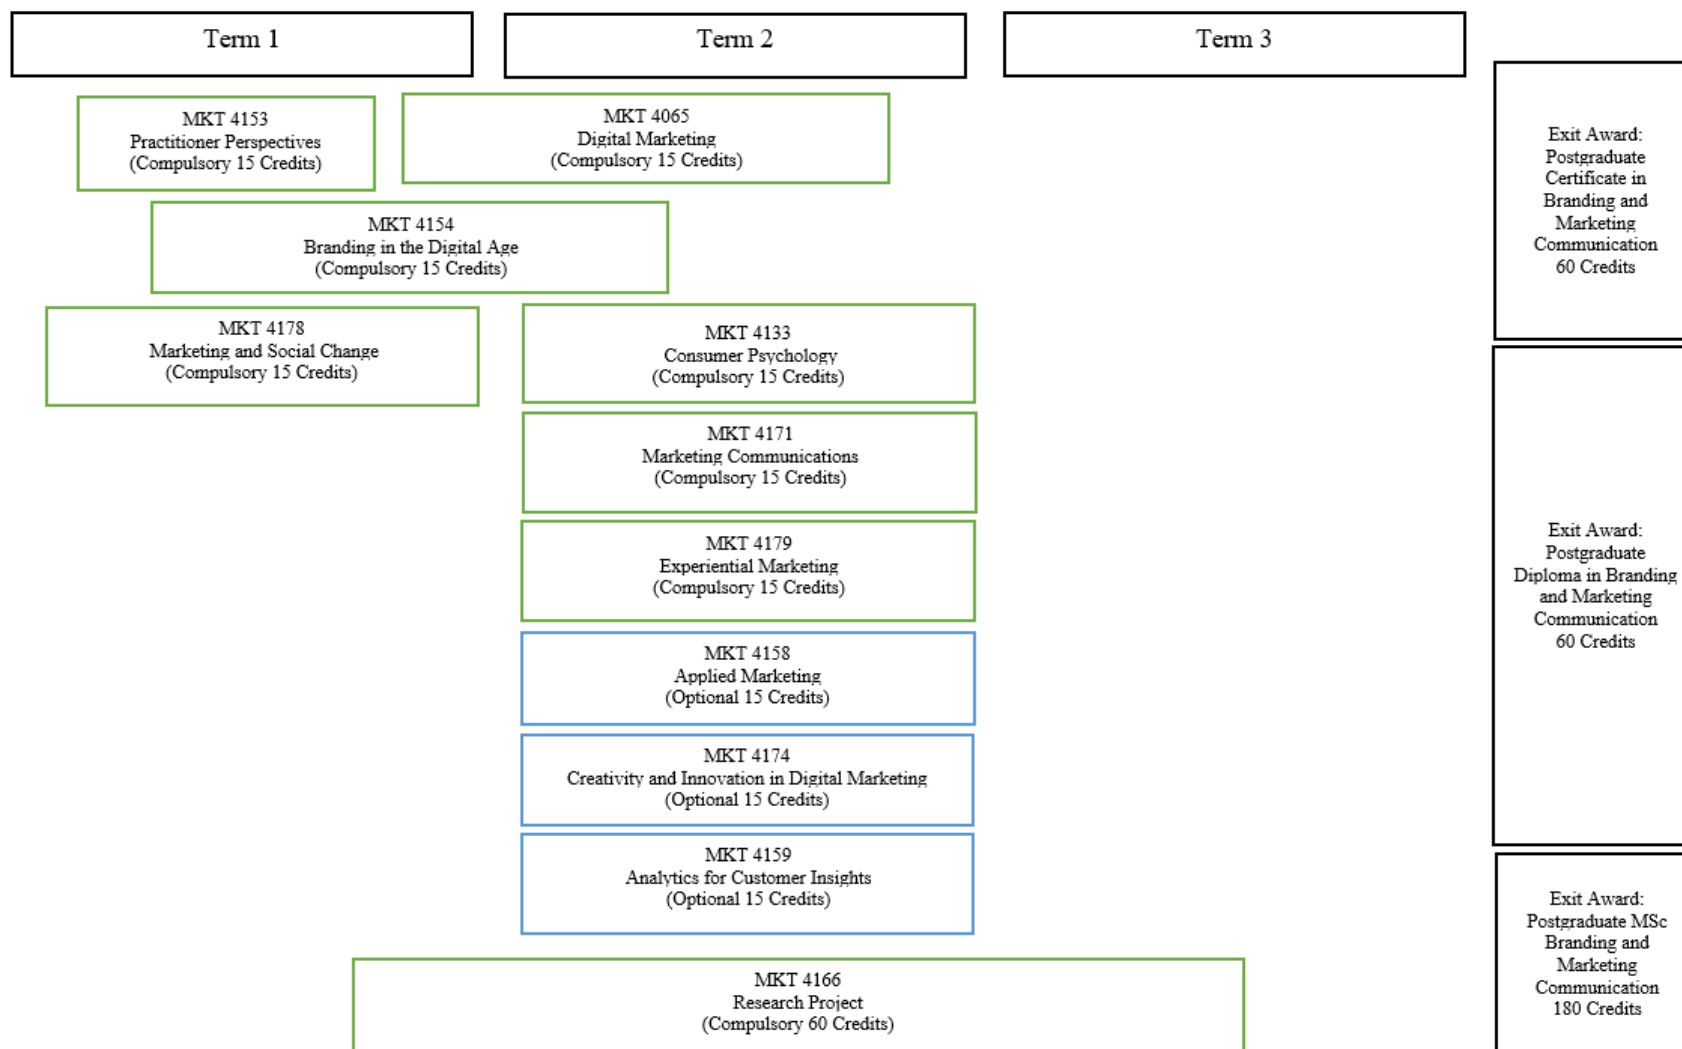 Term 1
Term 2
Term 3
MKT 4153
Practitioner Perspectives
(Compulsory 15 Credits)
MKT 4065
Digital Marketing
(Compulsory 15 Credits)
MKT 4154
Branding in the Digital Age
(Compulsory 15 Credits)
MKT 4178
Marketing and Social Change
(Compulsory 15 Credits)
MKT 4133
Consumer Psychology
(Compulsory 15 Credits)
MKT 4171
Marketing Communications
(Compulsory 15 Credits)
MKT 4179
Experiential Marketing
(Compulsory 15 Credits)
MKT 4158
Applied Marketing
(Optional 15 Credits)
MKT 4174
Creativity and Innovation in Digital Marketing
(Optional 15 Credits)
MKT 4159
Analytics for Customer Insights
(Optional 15 Credits)
MKT 4166
Research Project
(Compulsory 60 Credits)
Exit Award:
Postgraduate
Certificate in
Branding and
Marketing
Communication
60 Credits
Exit Award:
Postgraduate
Diploma in Branding
and Marketing
Communication
60 Credits
Exit Award:
Postgraduate MSc
Branding and
Marketing
Communication
180 Credits